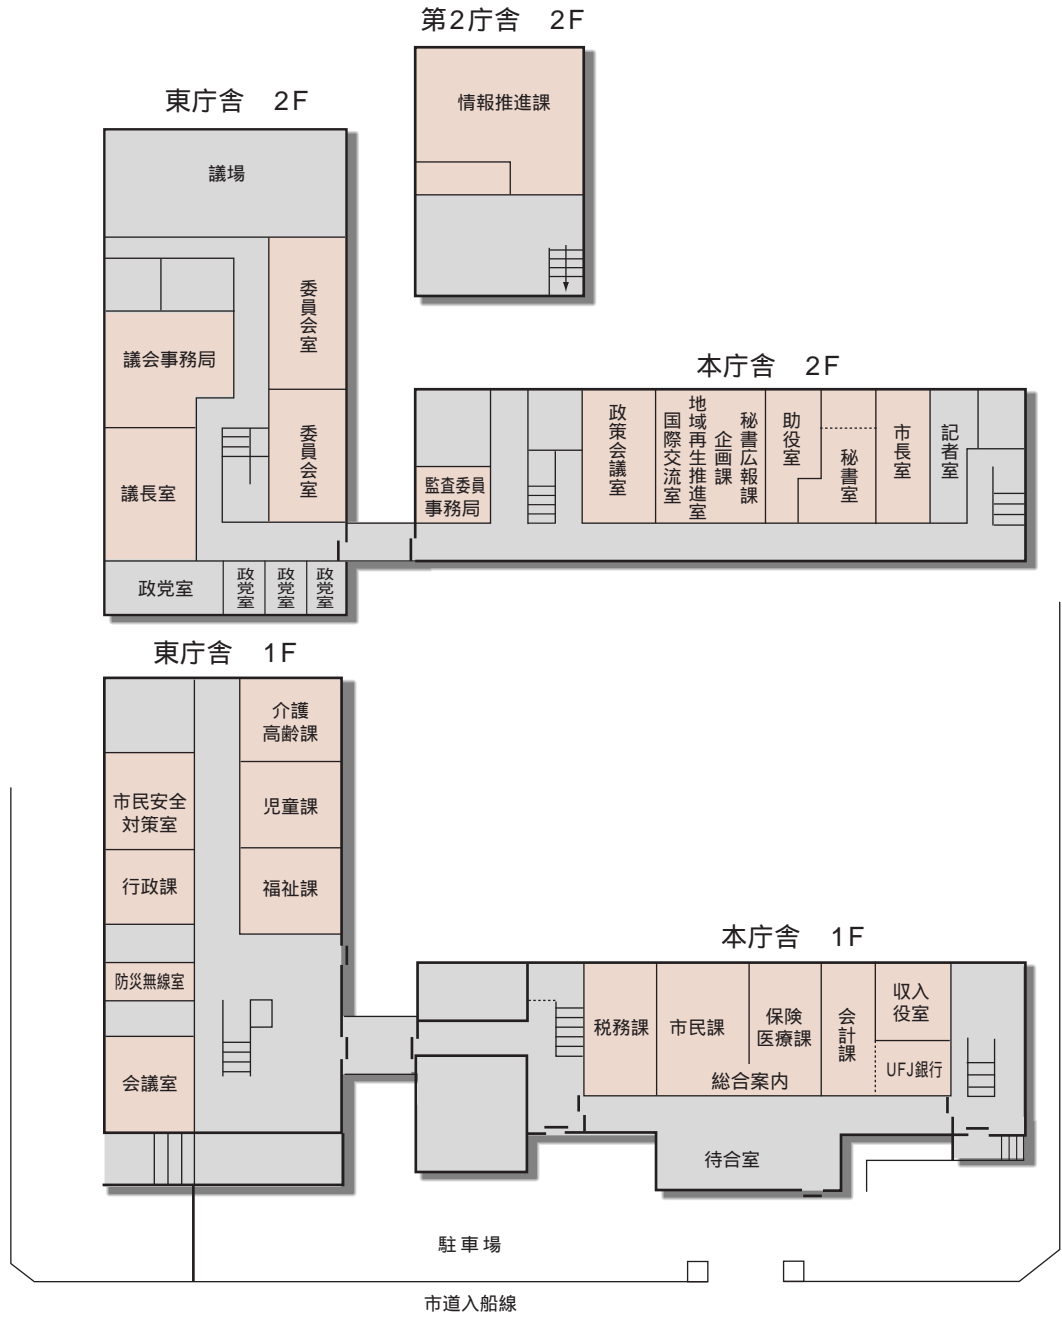 第2庁舎　2F
情報推進課
東庁舎　2F
議場
委員会室
議会事務局
委員会室
議長室
政党室
政党室
政党室
政党室
本庁舎　2F
監査委員
事務局
政策会議室
国際交流室
地域再生推進室
企画課
秘書広報課
助役室
秘書室
市長室
記者室
東庁舎　1F
介護
高齢課
市民安全
対策室
児童課
行政課
福祉課
防災無線室
会議室
本庁舎　1F
税務課
市民課
保険
医療課
総合案内
会計課
収入
役室
UFJ銀行
待合室
駐車場
市道入船線